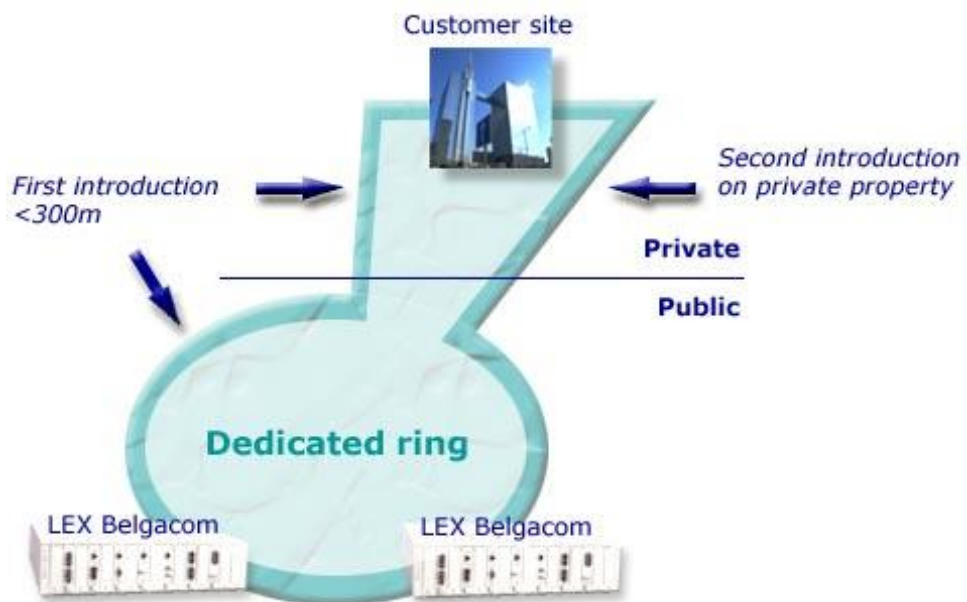 Customer site
First introduction
<300m
Second introduction
on private property
Private
Public
Dedicated ring
LEX Belgacom
LEX Belgacom